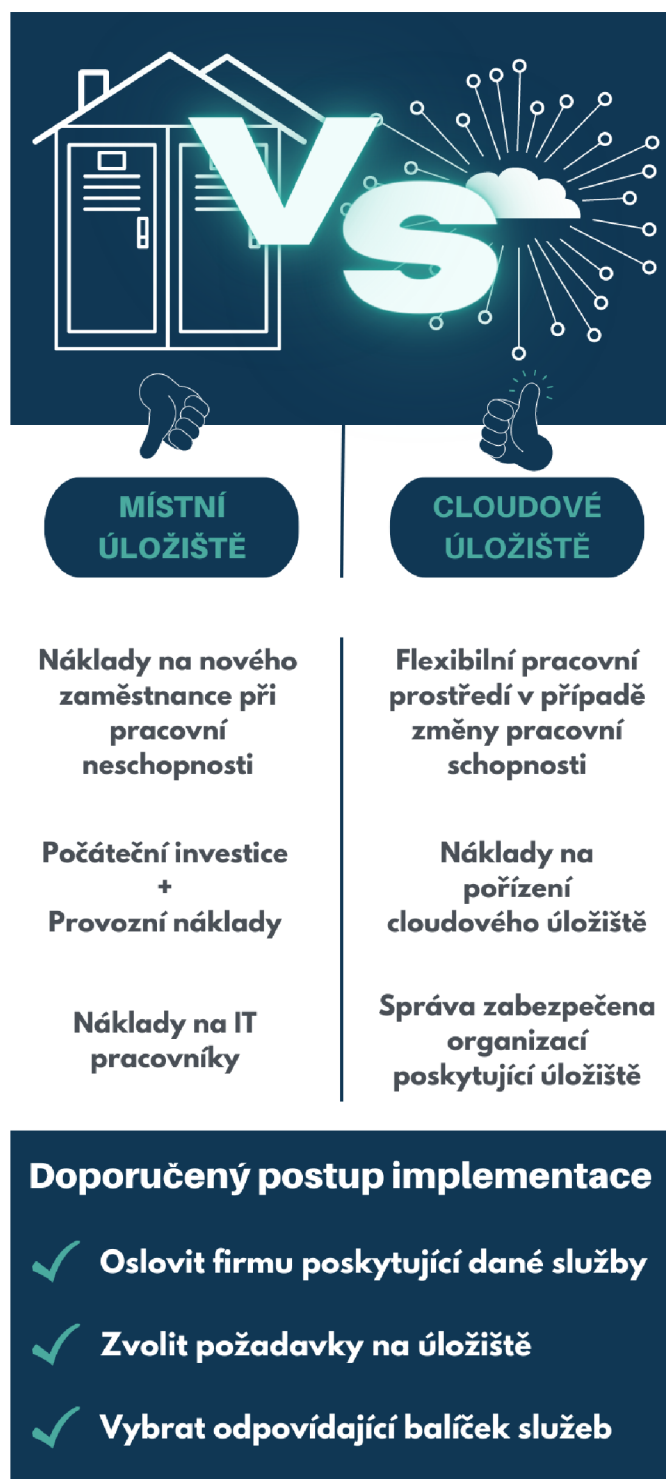 VS
MÍSTNÍ
ÚLOŽIŠTĚ
CLOUDOVÉ
ÚLOŽIŠTĚ
Náklady na nového
zaměstnance při
pracovní
neschopnosti
Flexibilní pracovní
prostředí v případě
změny pracovní
schopnosti
Počáteční investice
+
Provozní náklady
Náklady na
pořízení
cloudového úložiště
Náklady na IT
pracovníky
Správa zabezpečena
organizací
poskytující úložiště
Doporučený postup implementace
Oslovit firmu poskytující dané služby
Zvolit požadavky na úložiště
Vybrat odpovídající balíček služeb